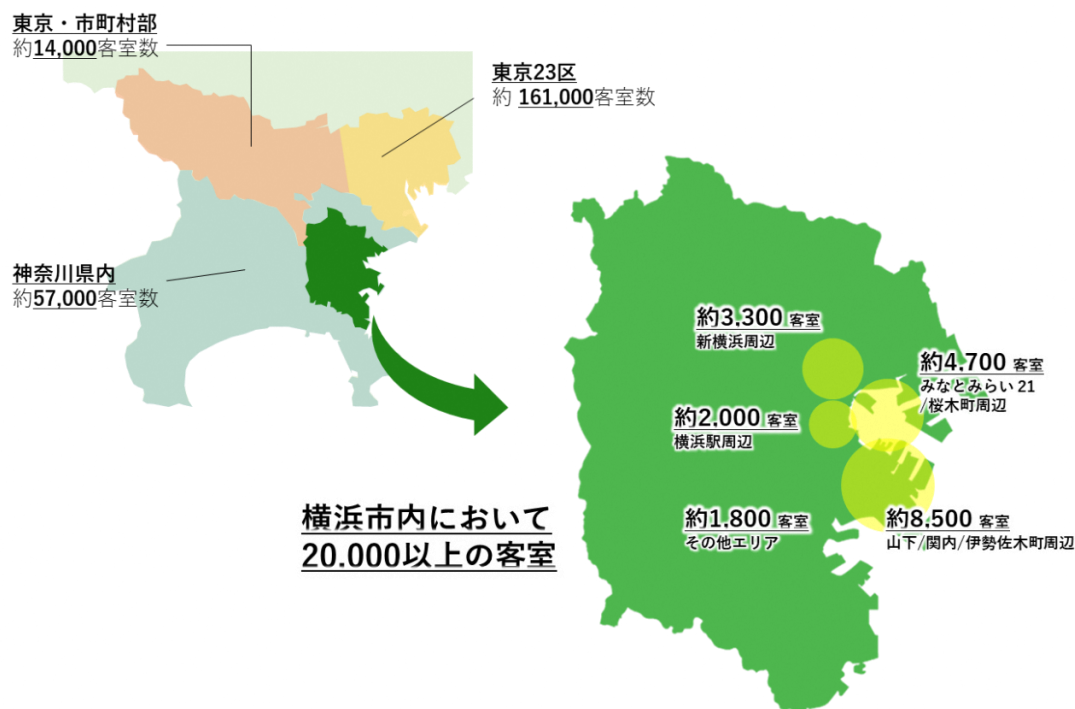 東京・市町村部
約14,000客室数
東京23区
約 161,000客室数
神奈川県内
約57,000客室数
約3.300 客室
新横浜周辺
約4.700 客室
みなとみらい 21
/桜木町周辺
約2.000 客室
横浜駅周辺
横浜市内において
20.000以上の客室
約1.800 客室
その他エリア
約8.500 客室
山下/関内/伊勢佐木町周辺